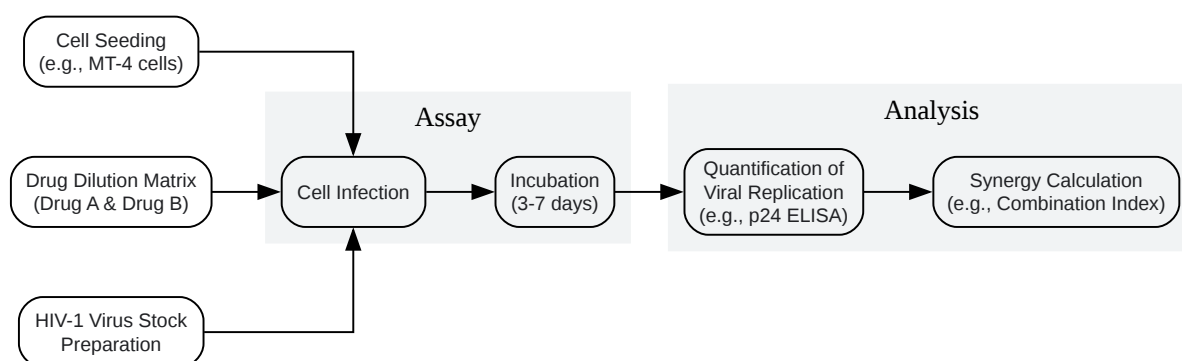 Cell Seeding
(e.g., MT-4 cells)
Assay
Analysis
Drug Dilution Matrix
(Drug A & Drug B)
Cell Infection
Incubation
(3-7 days)
Quantification of
Viral Replication
(e.g., p24 ELISA)
Synergy Calculation
(e.g., Combination Index)
HIV-1 Virus Stock
Preparation